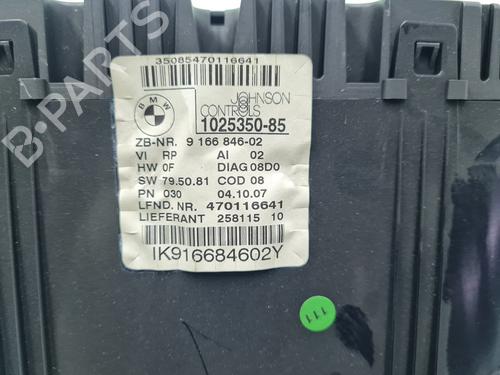 35085470116641
BMW
JOHNSON
CONTROLS
1025350-85
ZB-NR. 9 166 846-02
VI RP AI 02
HW 0F DIAG 08D0
SW 79.50.81 COD 08
PN 030 04.10.07
LFND. NR. 470116641
LIEFERANT 258115 10
IK916684602Y
111
B-PARTS